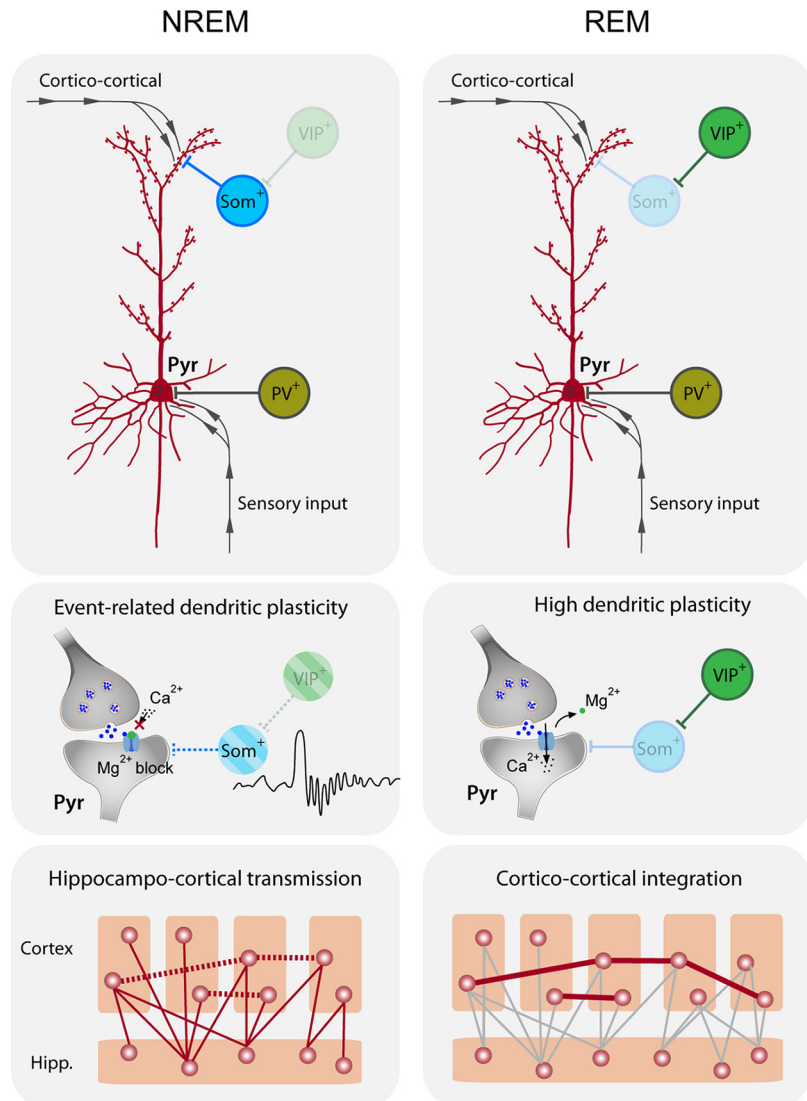 NREM
REM
Cortico-cortical
VIP+
Som+
Pyr
PV+
Sensory input
Cortico-cortical
VIP+
Som+
Pyr
PV+
Sensory input
Event-related dendritic plasticity
Ca2+
VIP+
Som+
Mg2+ block
Pyr
High dendritic plasticity
Mg2+
VIP+
Som+
Ca2+
Pyr
Hippocampo-cortical transmission
Cortex
Hipp.
Cortico-cortical integration